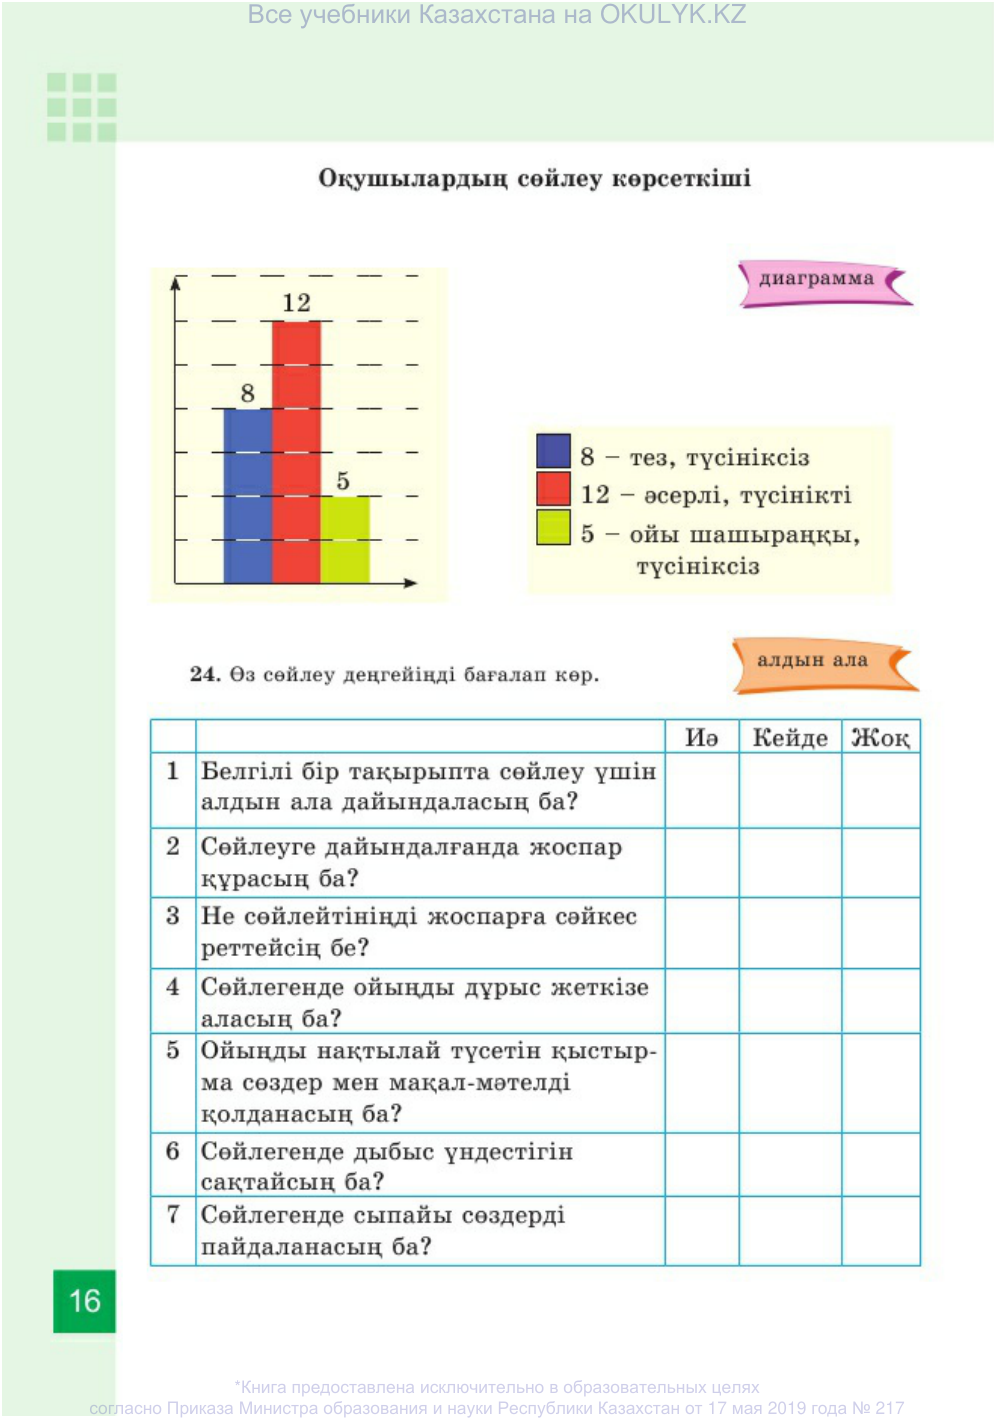 Все учебники Казахстана на OKULYK.KZ
Оқушылардың сөйлеу көрсеткіші
диаграмма
12
8
5
8 – тез, түсініксіз
12 – әсерлі, түсінікті
5 – ойы шашыраңқы,
түсініксіз
24. Өз сөйлеу деңгейіңді бағалап көр.
алдын ала
Иә Кейде Жоқ
1 Белгілі бір тақырыпта сөйлеу үшін
алдын ала дайындаласың ба?
2 Сөйлеуге дайындалғанда жоспар
құрасың ба?
3 Не сөйлейтініңді жоспарға сәйкес
реттейсің бе?
4 Сөйлегенде ойыңды дұрыс жеткізе
аласың ба?
5 Ойыңды нақтылай түсетін қыстыр-
ма сөздер мен мақал-мәтелді
қолданасың ба?
6 Сөйлегенде дыбыс үндестігін
сақтайсың ба?
7 Сөйлегенде сыпайы сөздерді
пайдаланасың ба?
16
*Книга предоставлена исключительно в образовательных целях
согласно Приказа Министра образования и науки Республики Казахстан от 17 мая 2019 года № 217